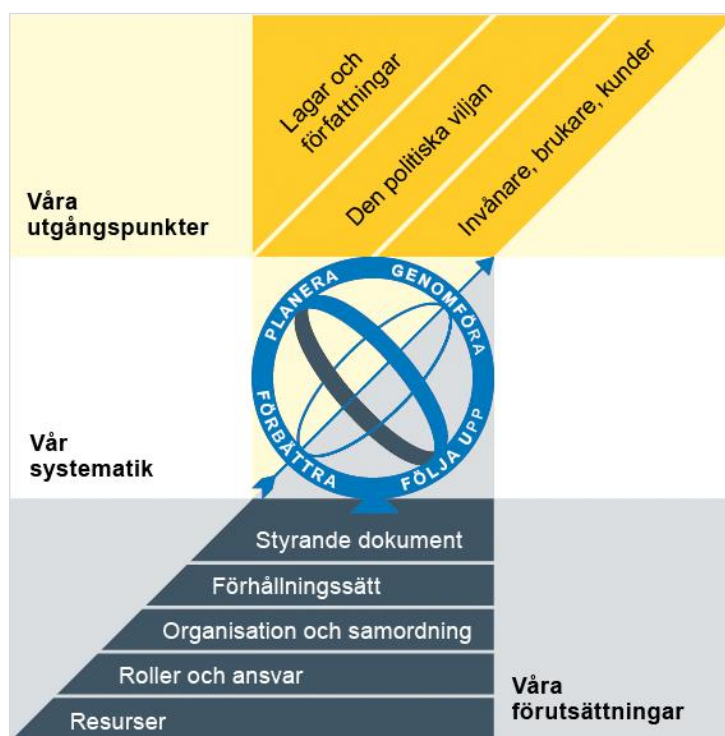 Lagar och
författningar
Den politiska viljan
Invånare, brukare, kunder
Våra
utgångspunkter
PLANERA
GENOMFÖRA
FÖRBÄTTRA
FÖLJA UPP
Vår
systematik
Styrande dokument
Förhållningssätt
Organisation och samordning
Roller och ansvar
Resurser
Våra
förutsättningar